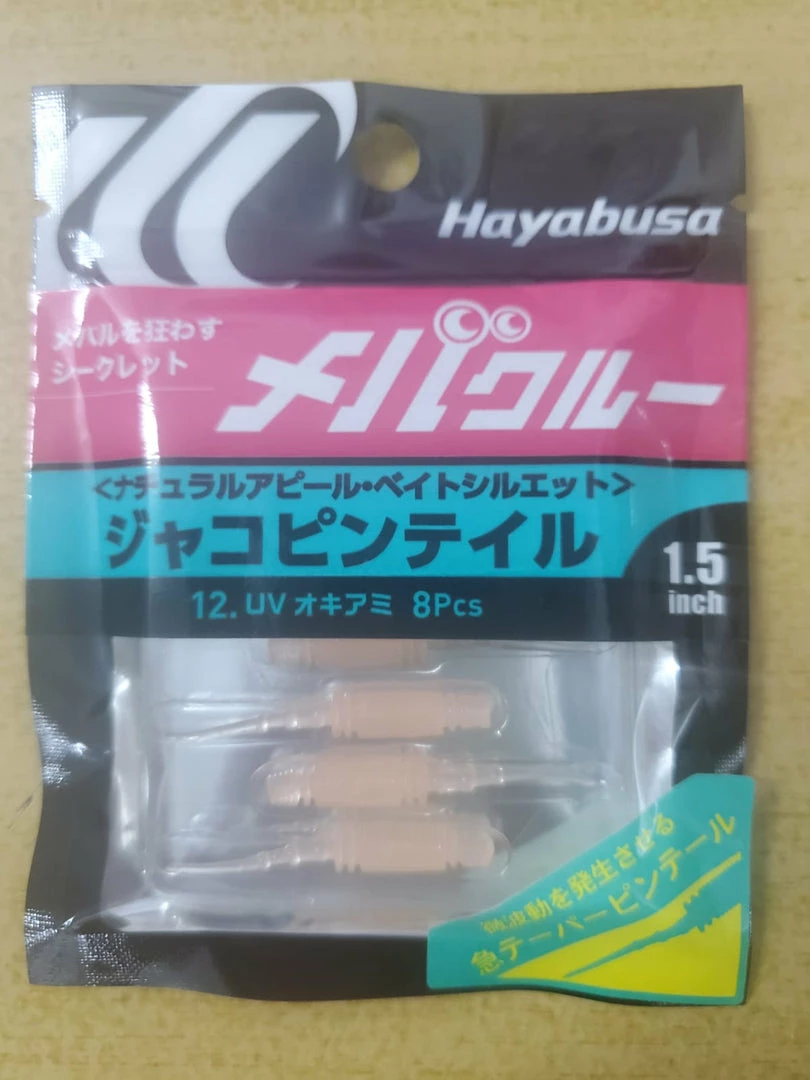 Hayabusa
メバルを狂わす
シークレット
メバクルー
<ナチュラルアピール・ベイトシルエット>
ジャコピンテイル
1.5
inch
12. UV オキアミ 8Pcs
微波動を発生させる
急テーパーピンテール